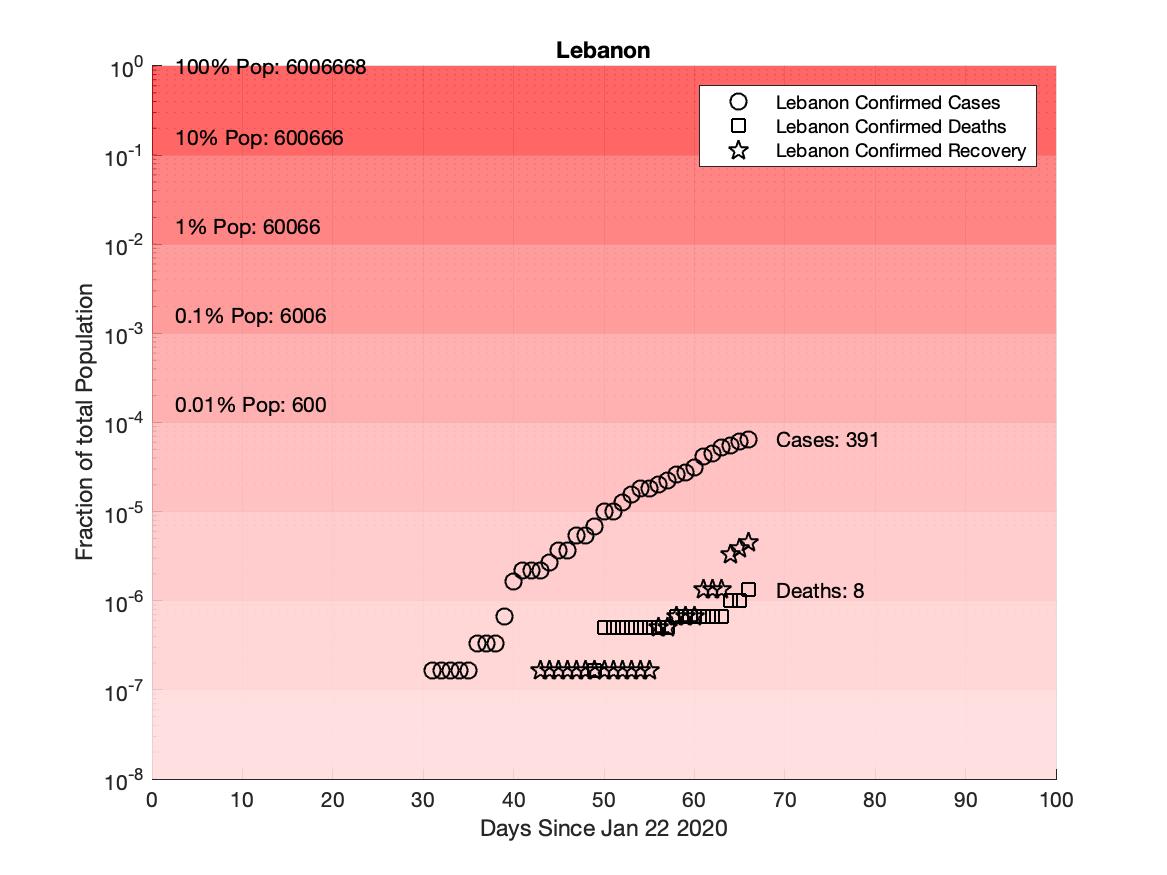 Lebanon
10^0
10^-1
10^-2
10^-3
10^-4
10^-5
10^-6
10^-7
10^-8
Fraction of total Population
100% Pop: 6006668
10% Pop: 600666
1% Pop: 60066
0.1% Pop: 6006
0.01% Pop: 600
Lebanon Confirmed Cases
Lebanon Confirmed Deaths
Lebanon Confirmed Recovery
Cases: 391
Deaths: 8
0 10 20 30 40 50 60 70 80 90 100
Days Since Jan 22 2020